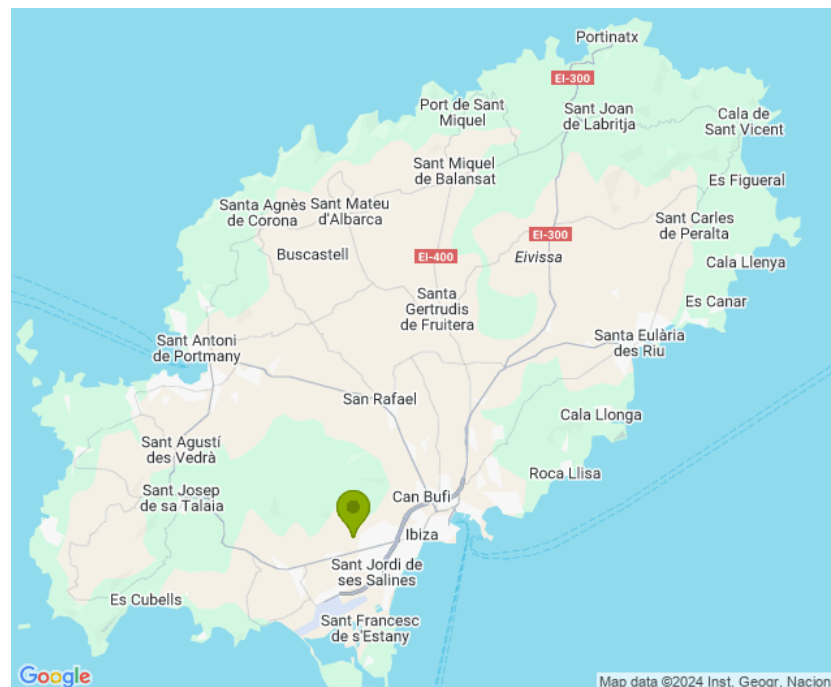 Portinatx
EI-300
Port de Sant
Miquel
Sant Joan
de Labritja
Cala de
Sant Vicent
Sant Miquel
de Balansat
Es Figueral
Santa Agnès
de Corona
Sant Mateu
d'Albarca
Sant Carles
de Peralta
EI-300
Buscastell
EI-400
Eivissa
Cala Llenya
Santa
Gertrudis
de Fruitera
Es Canar
Sant Antoni
de Portmany
Santa Eulària
des Riu
San Rafael
Cala Llonga
Sant Agustí
des Vedrà
Roca Llisa
Sant Josep
de sa Talaia
Can Bufi
Ibiza
Sant Jordi de
ses Salines
Es Cubells
Sant Francesc
de s'Estany
Google
Map data ©2024 Inst. Geogr. Nacion